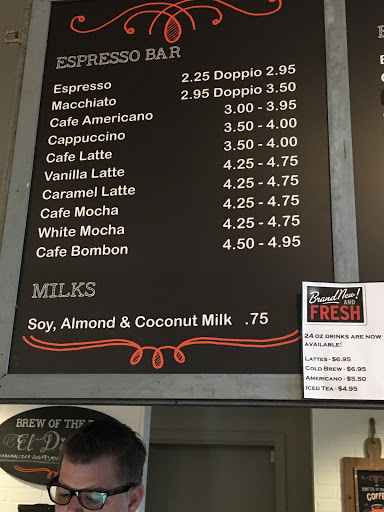 ESPRESSO BAR
Espresso 2.25 Doppio 2.95
Macchiato 2.95 Doppio 3.50
Cafe Americano 3.00 - 3.95
Cappuccino 3.50 - 4.00
Cafe Latte 3.50 - 4.00
Vanilla Latte 4.25 - 4.75
Caramel Latte 4.25 - 4.75
Cafe Mocha 4.25 - 4.75
White Mocha 4.25 - 4.75
Cafe Bombon 4.50 - 4.95
MILKS
Soy, Almond & Coconut Milk .75
Brand New!
AND
FRESH
24 OZ DRINKS ARE NOW
AVAILABLE!
LATTES - $6.95
COLD BREW - $6.95
AMERICANO - $5.50
ICED TEA - $4.95
BREW OF THE
El
COFFE